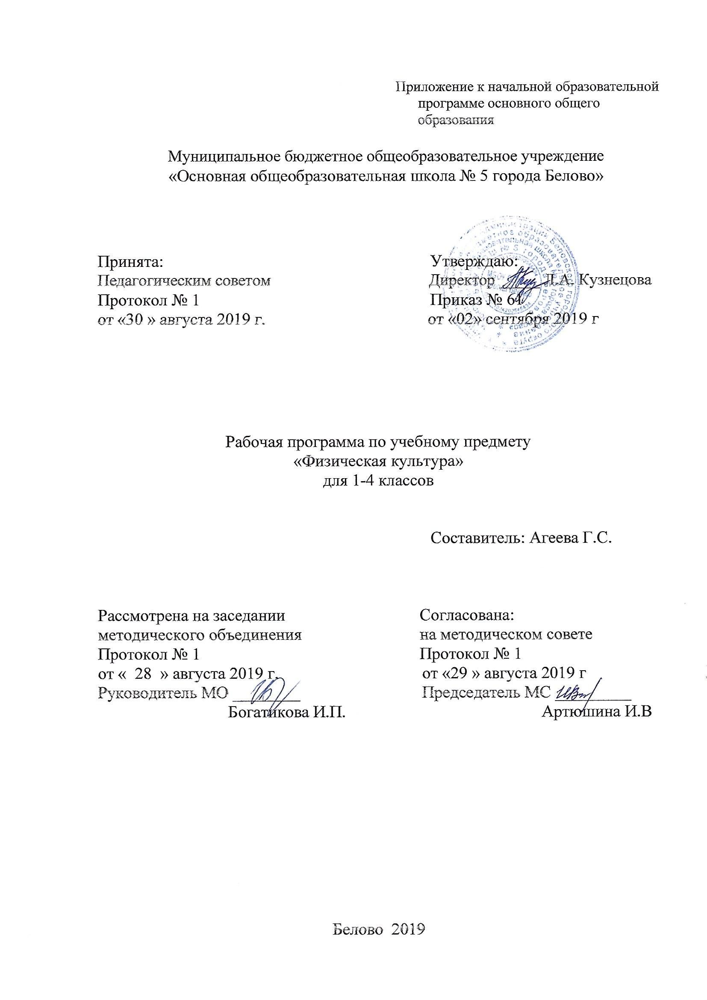 Приложение к начальной образовательной
программе основного общего
образования
Муниципальное бюджетное общеобразовательное учреждение
«Основная общеобразовательная школа № 5 города Белово»
Принята:
Педагогическим советом
Протокол № 1
от «30 » августа 2019 г.
Утверждаю:
Директор ______ Л.А. Кузнецова
Приказ № 61
от «02» сентября 2019 г
Рабочая программа по учебному предмету
«Физическая культура»
для 1-4 классов
Составитель: Агеева Г.С.
Рассмотрена на заседании
методического объединения
Протокол № 1
от « 28 » августа 2019 г.
Руководитель МО ________
Богатикова И.П.
Согласована:
на методическом совете
Протокол № 1
от «29 » августа 2019 г
Председатель МС _________
Артюшина И.В
Белово 2019